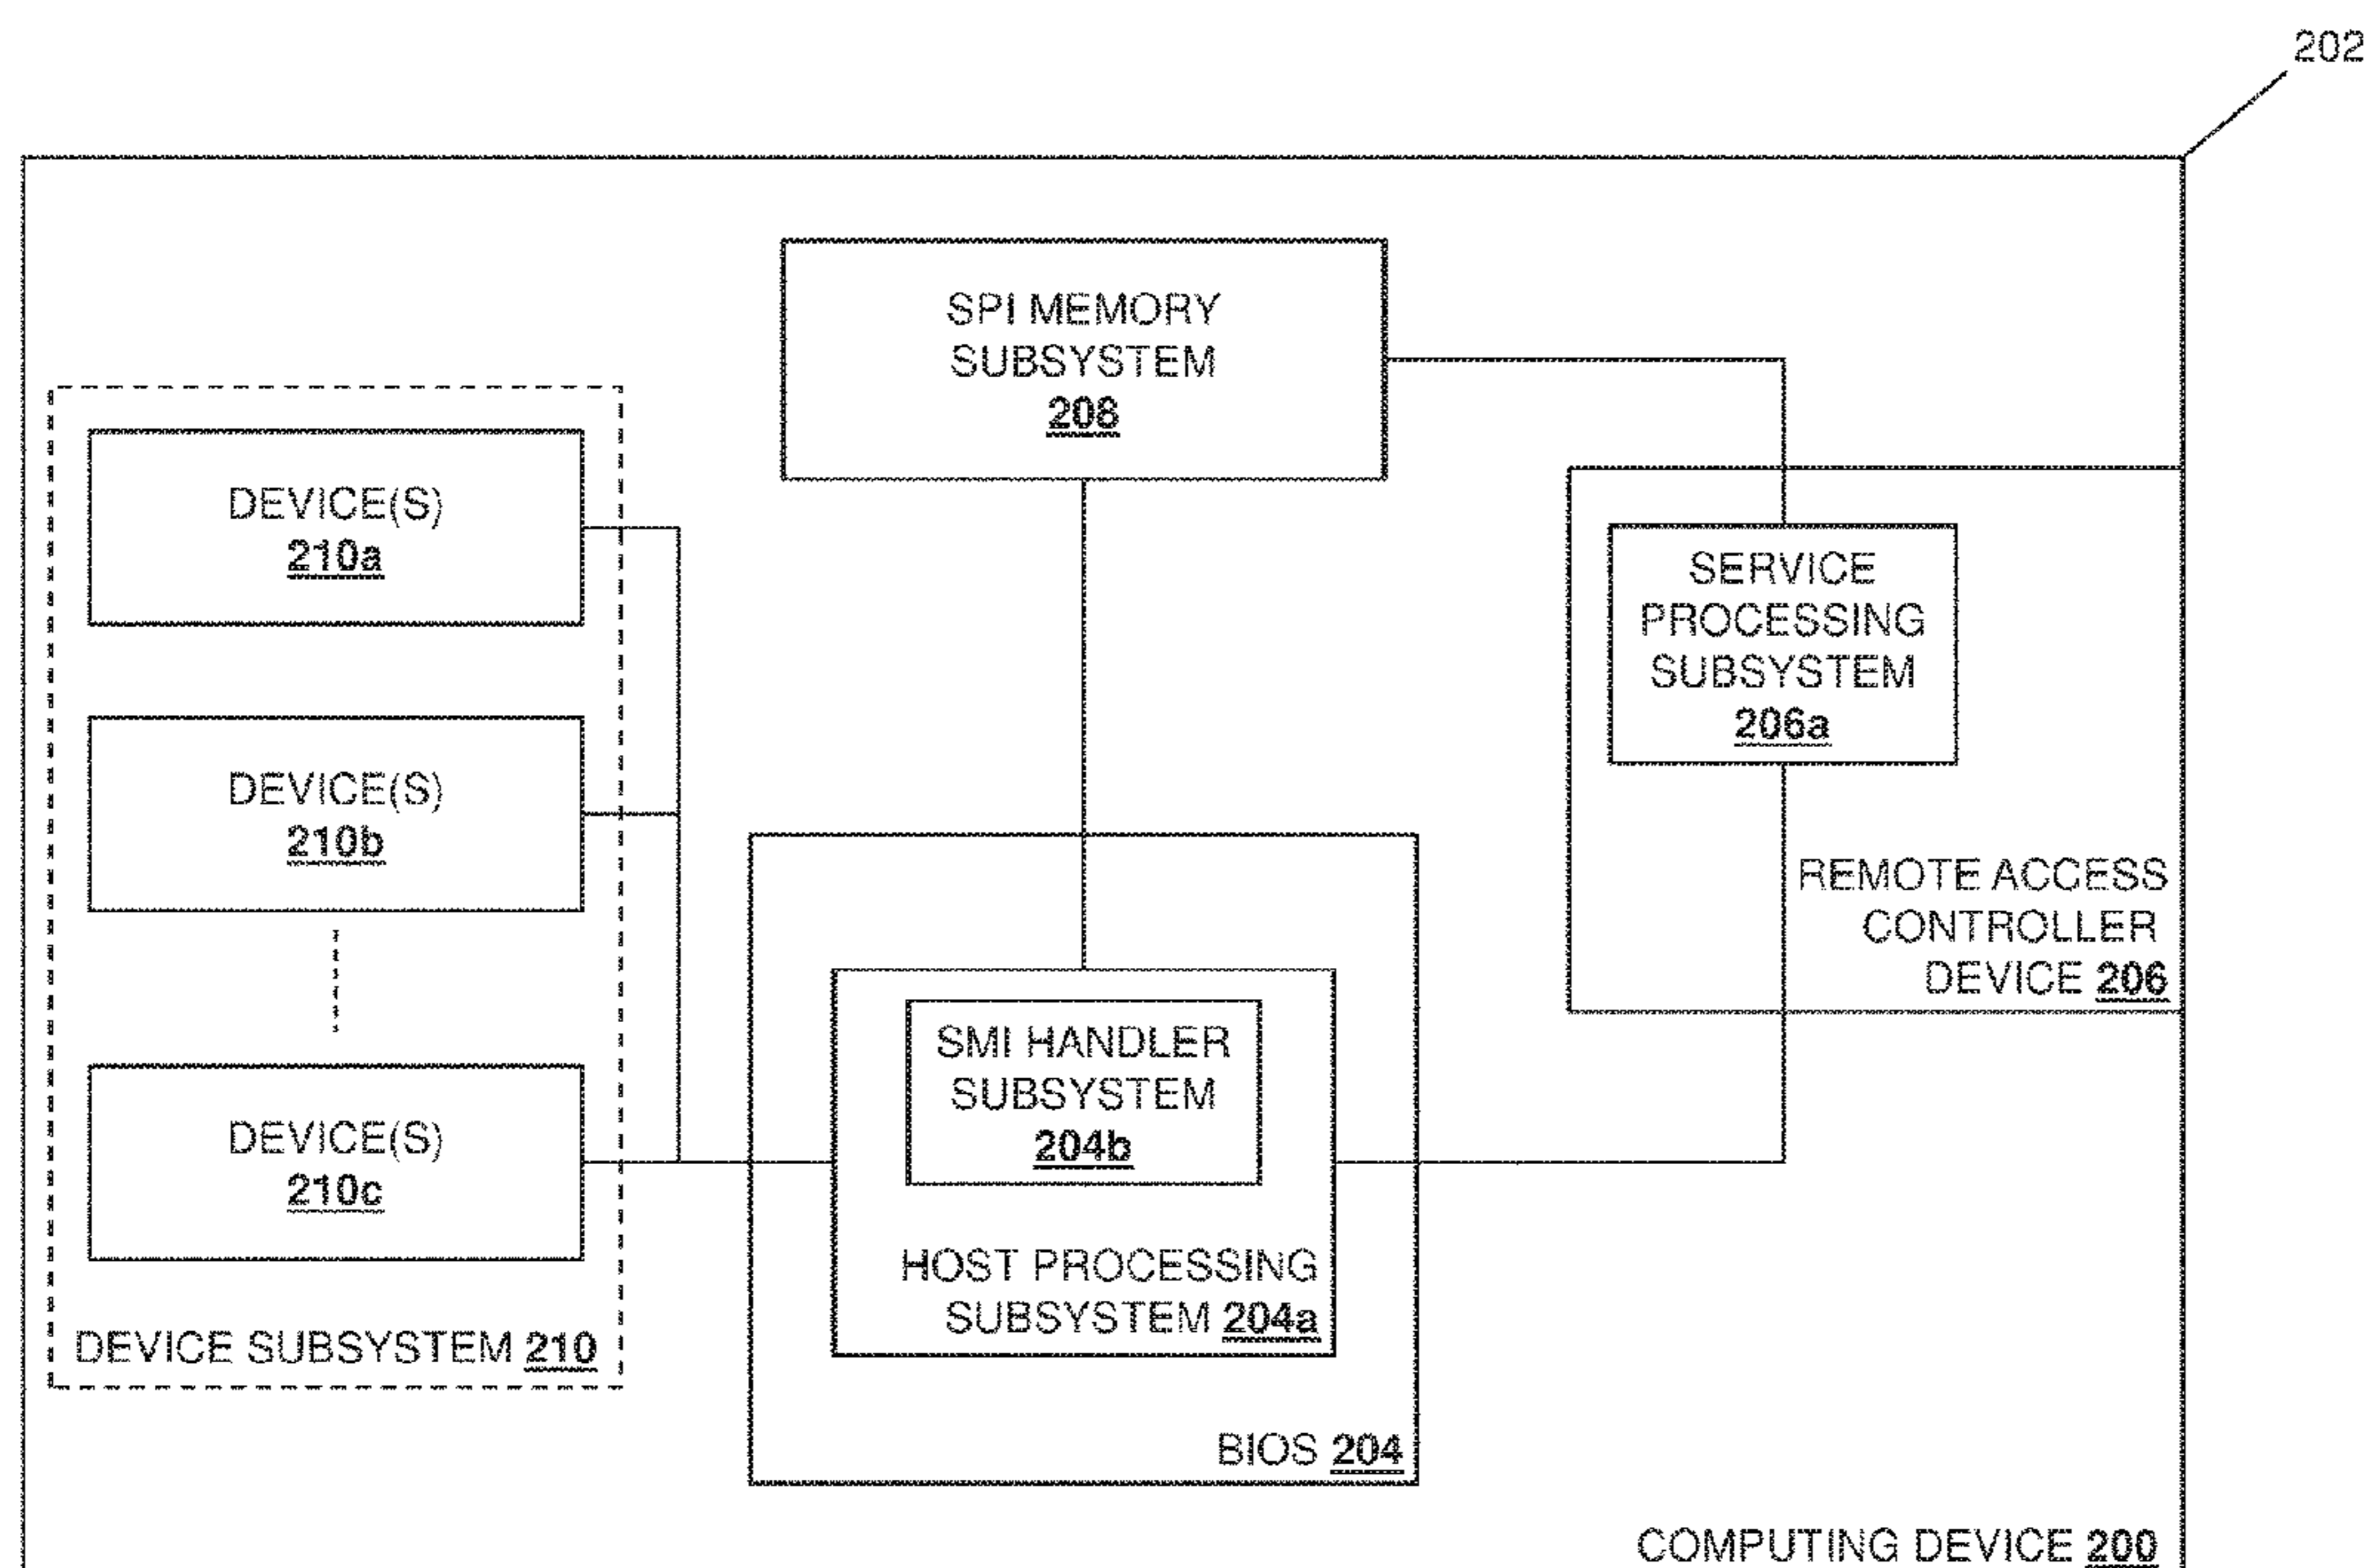 202
SPI MEMORY
SUBSYSTEM
208
DEVICE(S)
210a
SERVICE
PROCESSING
SUBSYSTEM
206a
DEVICE(S)
210b
REMOTE ACCESS
CONTROLLER
DEVICE 206
SMI HANDLER
SUBSYSTEM
204b
DEVICE(S)
210c
HOST PROCESSING
SUBSYSTEM 204a
DEVICE SUBSYSTEM 210
BIOS 204
COMPUTING DEVICE 200